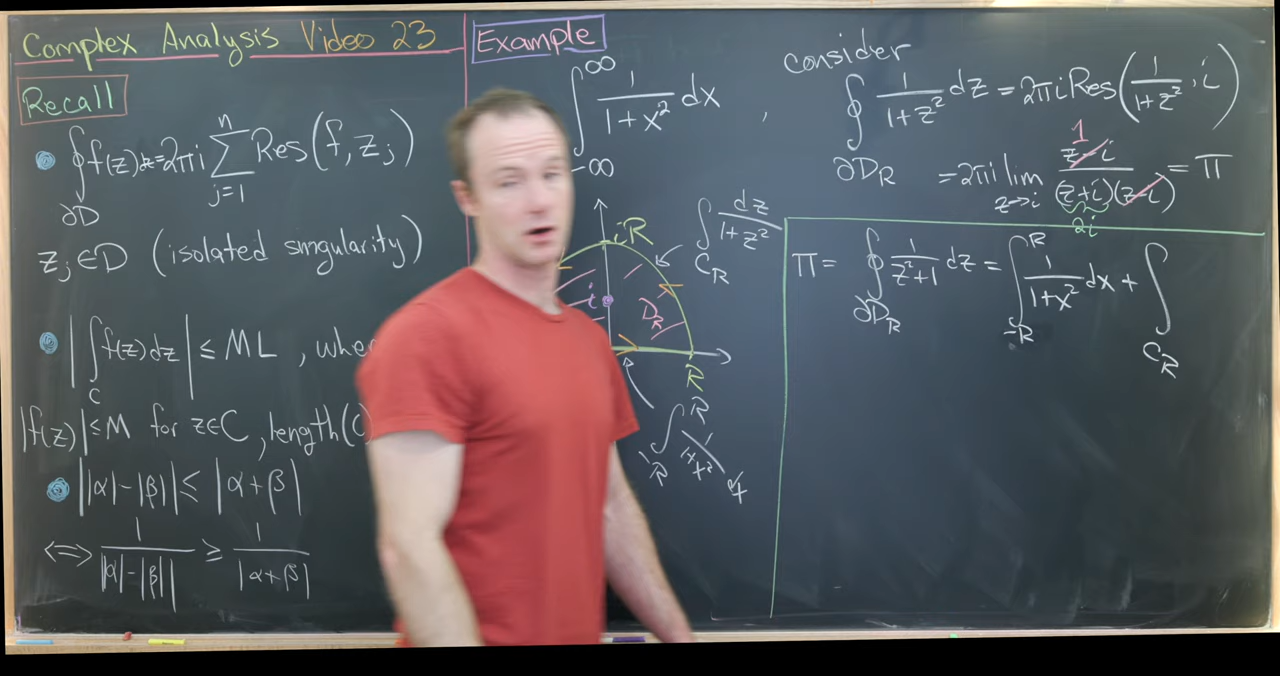 Complex Analysis Video 23
Recall
∮_{∂D} f(z)dz = 2πi ∑_{j=1}^{n} Res(f, z_j)
z_j ∈ D (isolated singularity)
|∫_C f(z)dz| ≤ ML, whe
|f(z)| ≤ M for z∈C, length(C
||α|-|β|| ≤ |α+β|
⟺ 1/||α|-|β|| ≥ 1/|α+β|
Example
∫_{-∞}^{∞} 1/(1+x²) dx ,
consider
∮_{∂D_R} 1/(1+z²) dz = 2πi Res(1/(1+z²), i)
= 2πi lim_{z→i} (z-i)/((z+i)(z-i)) = π
1
2i
iR
i
D_R
R
∫_{C_R} dz/(1+z²)
∫_{-R}^{R} 1/(1+x²) dx
π = ∮_{∂D_R} 1/(z²+1) dz = ∫_{-R}^{R} 1/(1+x²) dx + ∫_{C_R}